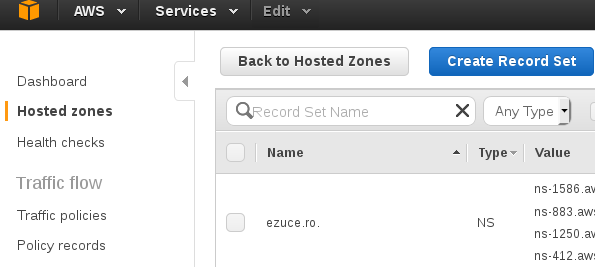 AWS Services Edit
Back to Hosted Zones Create Record Set
Dashboard
Hosted zones
Health checks
Traffic flow
Traffic policies
Policy records
Record Set Name Any Type
Name Type Value
ezuce.ro. NS
ns-1586.aw
ns-883.aws
ns-1250.aw
ns-412.aws